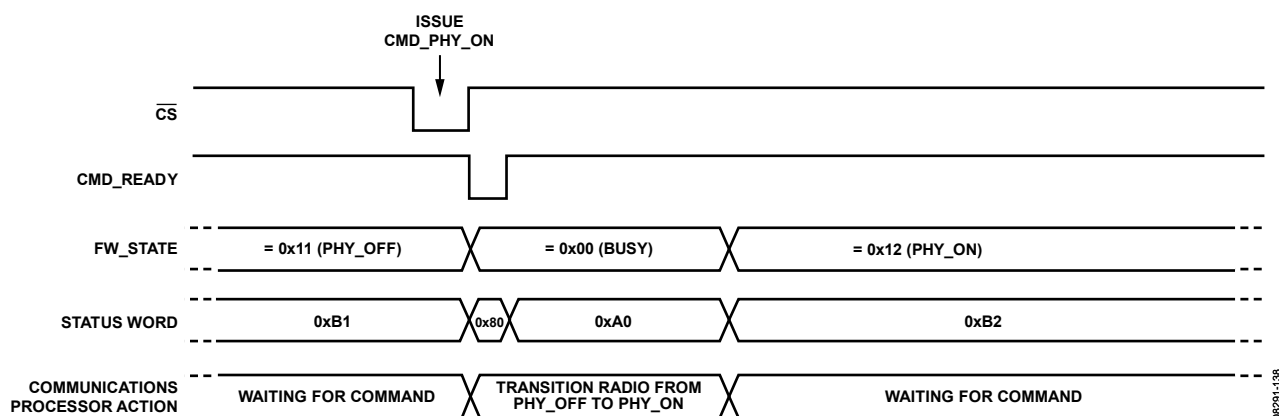 ISSUE
CMD_PHY_ON
CS
CMD_READY
FW_STATE = 0x11 (PHY_OFF) = 0x00 (BUSY) = 0x12 (PHY_ON)
STATUS WORD 0xB1 0x80 0xA0 0xB2
COMMUNICATIONS
PROCESSOR ACTION
WAITING FOR COMMAND
TRANSITION RADIO FROM
PHY_OFF TO PHY_ON
WAITING FOR COMMAND